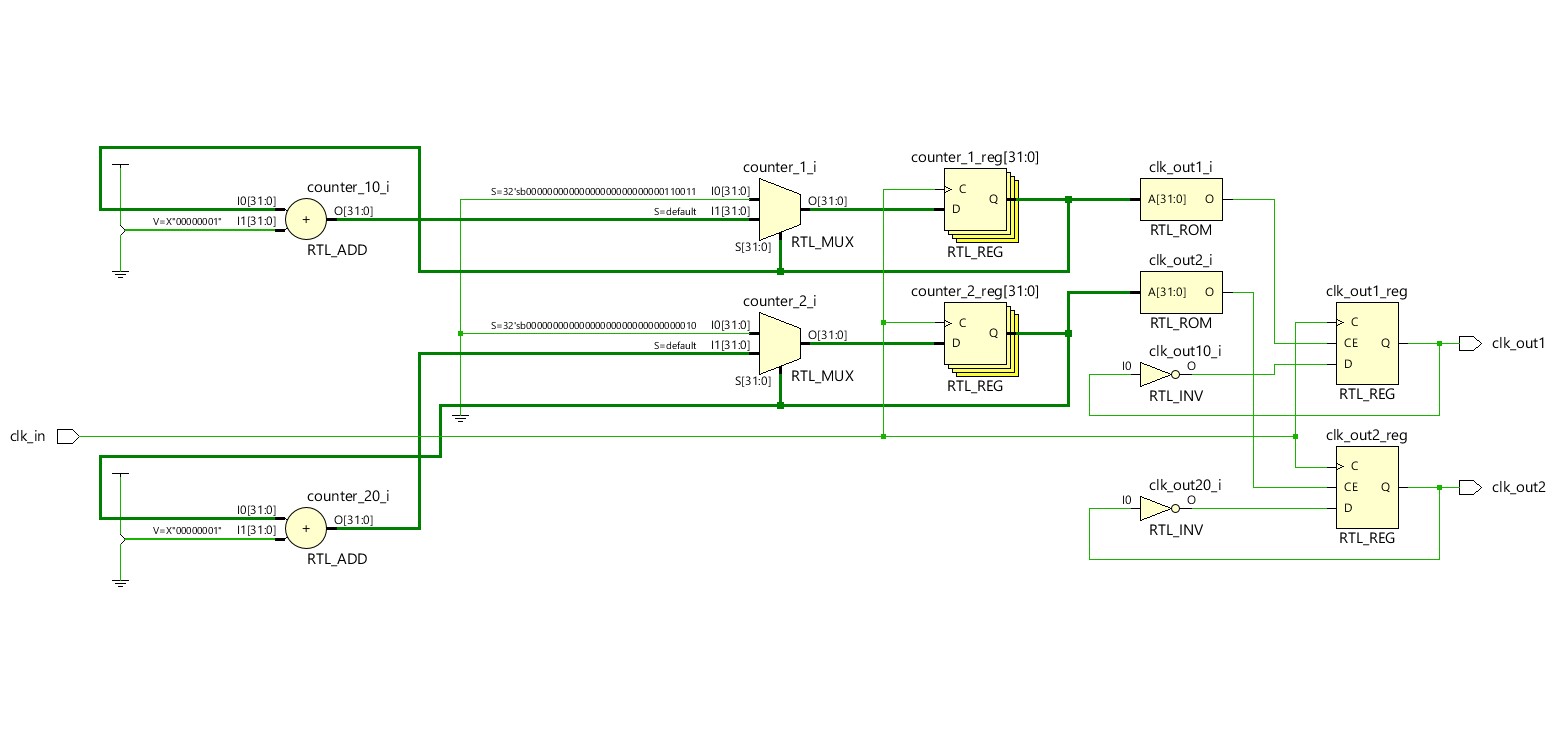 counter_10_i
I0[31:0]
V=X"00000001"
I1[31:0]
O[31:0]
+
RTL_ADD
counter_1_i
S=32'sb00000000000000000000000000110011
I0[31:0]
S=default
I1[31:0]
O[31:0]
S[31:0]
RTL_MUX
counter_1_reg[31:0]
C
D
Q
RTL_REG
clk_out1_i
A[31:0]
O
RTL_ROM
counter_2_i
S=32'sb00000000000000000000000000000010
I0[31:0]
S=default
I1[31:0]
O[31:0]
S[31:0]
RTL_MUX
counter_2_reg[31:0]
C
D
Q
RTL_REG
clk_out2_i
A[31:0]
O
RTL_ROM
clk_out10_i
I0
O
RTL_INV
clk_out1_reg
C
CE
D
Q
RTL_REG
clk_out1
clk_in
counter_20_i
I0[31:0]
V=X"00000001"
I1[31:0]
O[31:0]
+
RTL_ADD
clk_out20_i
I0
O
RTL_INV
clk_out2_reg
C
CE
D
Q
RTL_REG
clk_out2